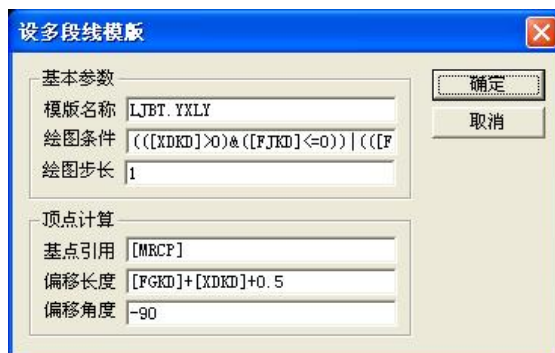 设多段线模版
基本参数
模版名称 LJBT.YXLY
绘图条件 (([XDKD]>0)&([FJKD]<=0))|(([F
绘图步长 1
顶点计算
基点引用 [MRCP]
偏移长度 [FGKD]+[XDKD]+0.5
偏移角度 -90
确定
取消